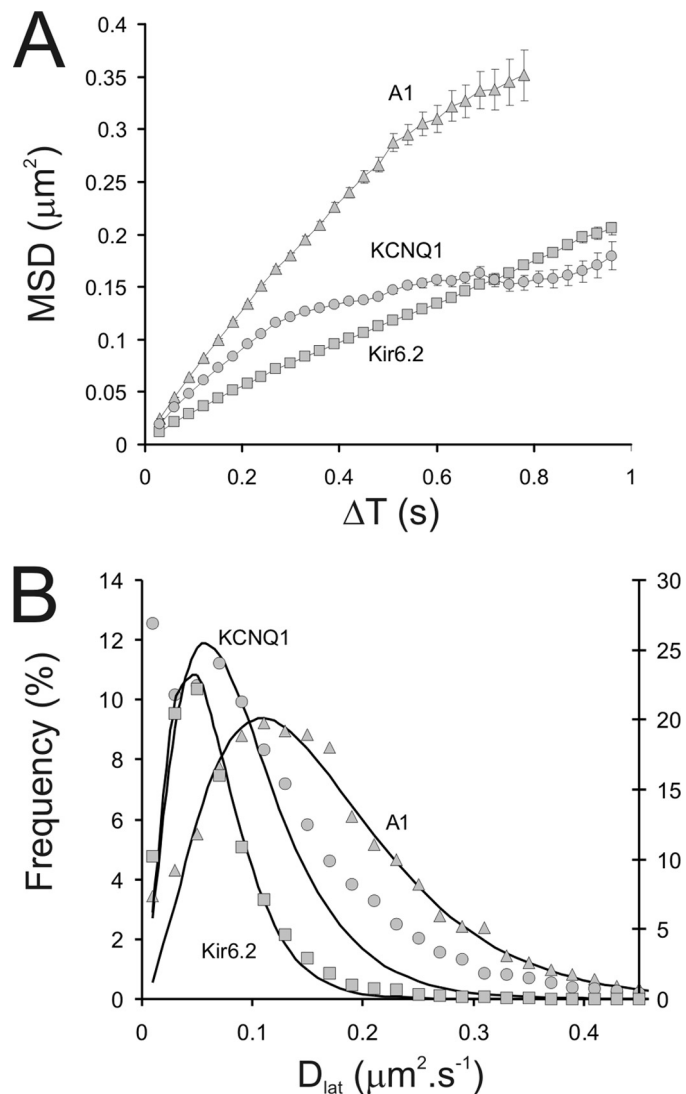 A
0.4
0.35
0.3
0.25
0.2
0.15
0.1
0.05
0
MSD (μm²)
A1
KCNQ1
Kir6.2
0 0.2 0.4 0.6 0.8 1
ΔT (s)
B
14
12
10
8
6
4
2
0
Frequency (%)
30
25
20
15
10
5
0
KCNQ1
A1
Kir6.2
0 0.1 0.2 0.3 0.4
D_lat (μm².s⁻¹)